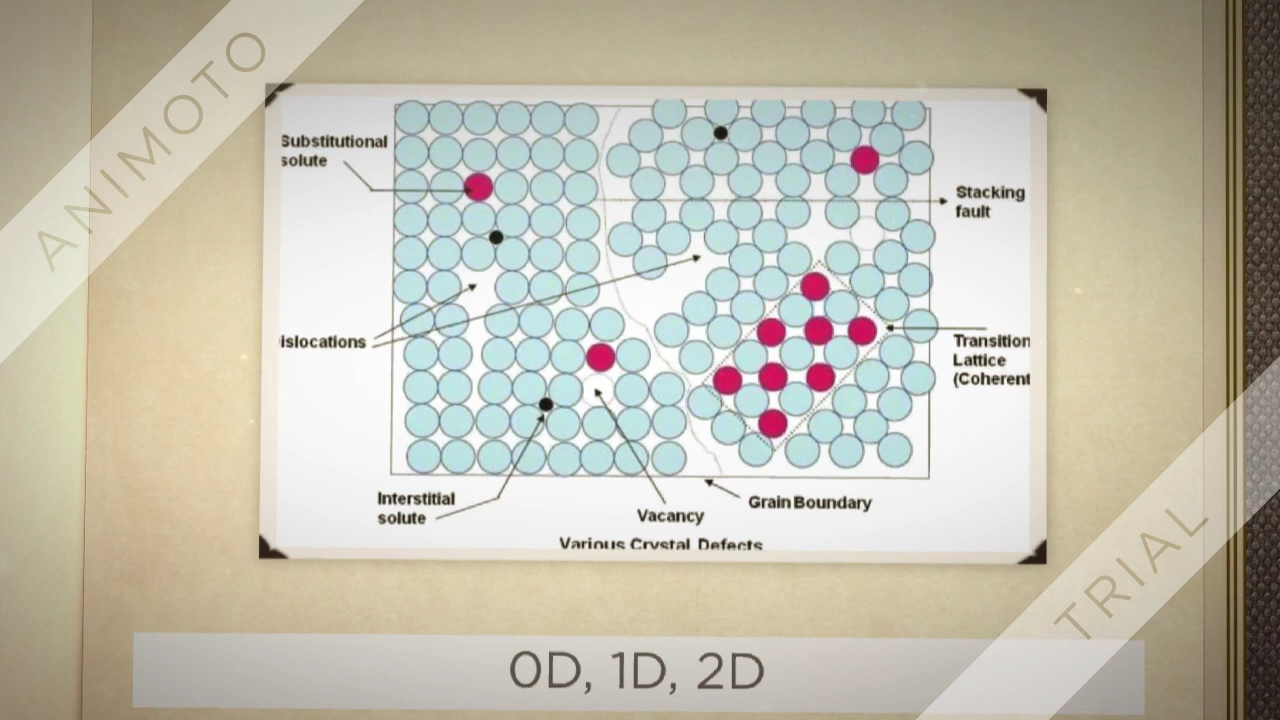 ANIMOTO
Substitutional
solute
Stacking
fault
islocations
Transition
Lattice
(Coherent
Interstitial
solute
Vacancy
Grain Boundary
Various Crystal Defects
0D, 1D, 2D
TRIAL